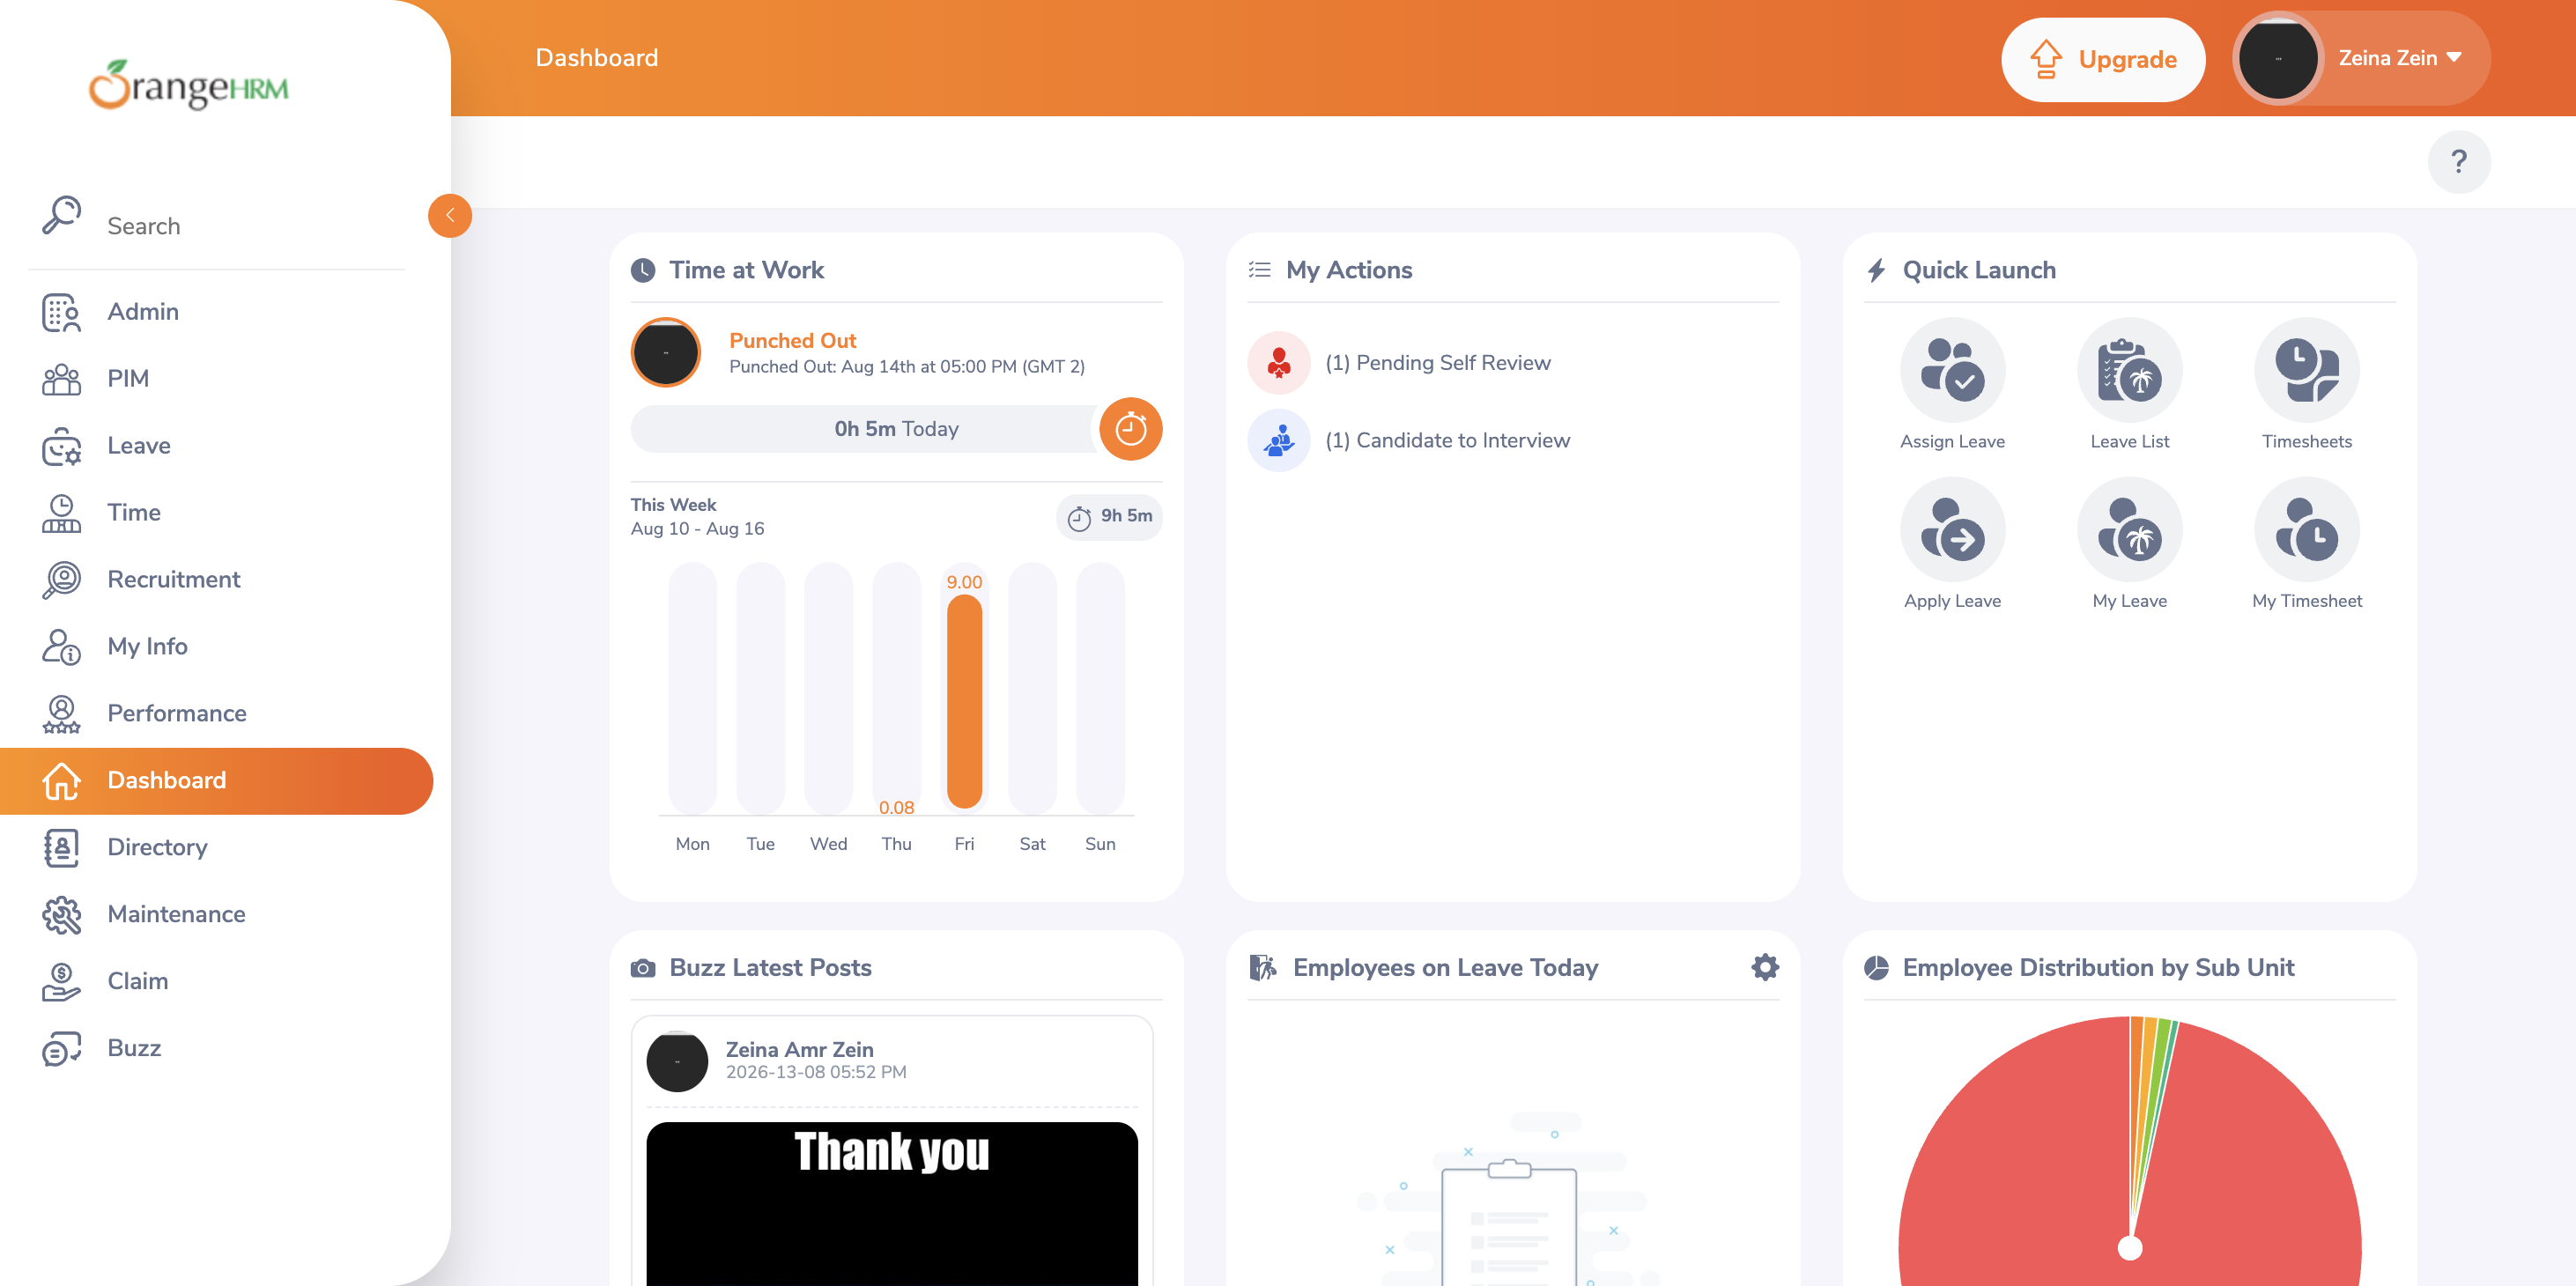 OrangeHRM
Dashboard
Upgrade
Zeina Zein
?
Search
Admin
PIM
Leave
Time
Recruitment
My Info
Performance
Dashboard
Directory
Maintenance
Claim
Buzz
Time at Work
Punched Out
Punched Out: Aug 14th at 05:00 PM (GMT 2)
0h 5m Today
This Week
Aug 10 - Aug 16
9h 5m
9.00
0.08
Mon Tue Wed Thu Fri Sat Sun
My Actions
(1) Pending Self Review
(1) Candidate to Interview
Quick Launch
Assign Leave Leave List Timesheets
Apply Leave My Leave My Timesheet
Buzz Latest Posts
Zeina Amr Zein
2026-13-08 05:52 PM
Thank you
Employees on Leave Today
Employee Distribution by Sub Unit